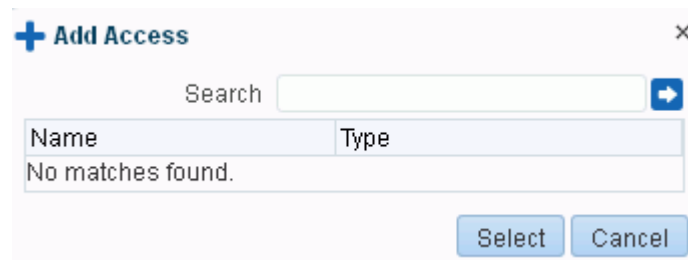 Add Access
Search
Name Type
No matches found.
Select Cancel